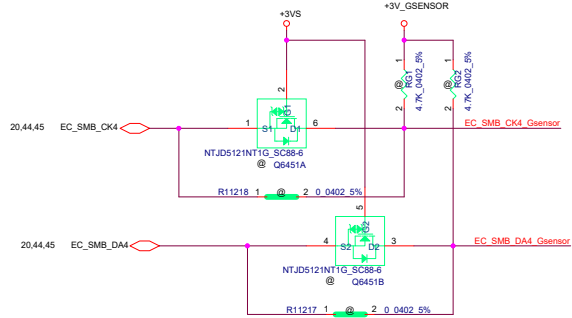 +3VS
+3V_GSENSOR
2
1
1
@
RG1
4.7K_0402_5%
@
RG2
4.7K_0402_5%
2
2
G1
20,44,45
EC_SMB_CK4
1
S1
D1
6
EC_SMB_CK4_Gsensor
NTJD5121NT1G_SC88-6
@
Q6451A
R11218
1
@
2
0_0402_5%
5
G2
20,44,45
EC_SMB_DA4
4
S2
D2
3
EC_SMB_DA4_Gsensor
NTJD5121NT1G_SC88-6
@
Q6451B
R11217
1
@
2
0_0402_5%